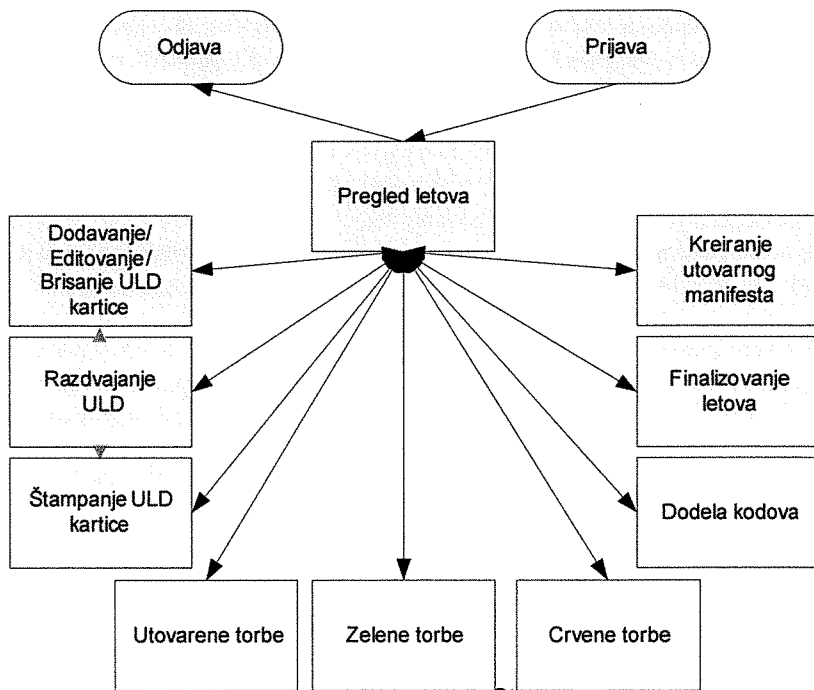 Odjava
Prijava
Pregled letova
Dodavanje/
Editovanje/
Brisanje ULD
kartice
Kreiranje
utovarnog
manifesta
Razdvajanje
ULD
Finalizovanje
letova
Štampanje ULD
kartice
Dodela kodova
Utovarene torbe
Zelene torbe
Crvene torbe